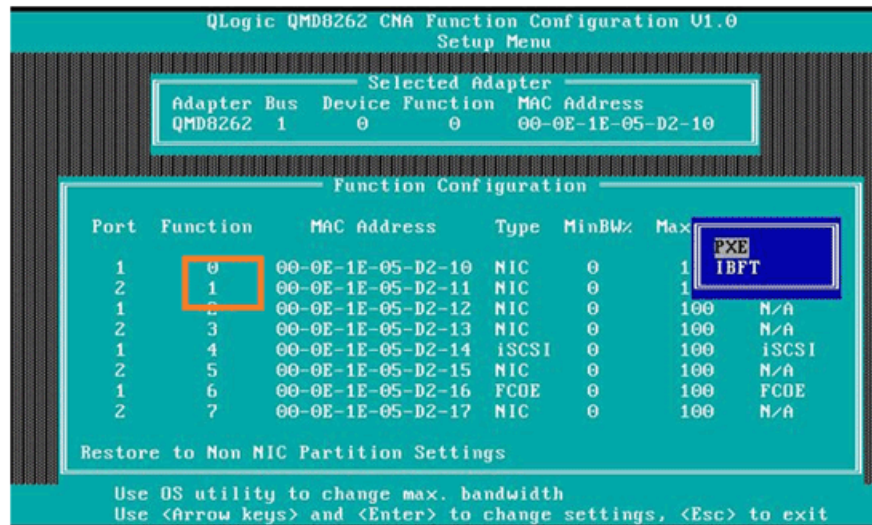 QLogic QMD8262 CNA Function Configuration V1.0
Setup Menu
Selected Adapter
Adapter Bus Device Function MAC Address
QMD8262 1 0 0 00-0E-1E-05-D2-10
Function Configuration
Port Function MAC Address Type MinBW% Max
PXE
IBFT
1 0 00-0E-1E-05-D2-10 NIC 0 1
2 1 00-0E-1E-05-D2-11 NIC 0 1
1 2 00-0E-1E-05-D2-12 NIC 0 100 N/A
2 3 00-0E-1E-05-D2-13 NIC 0 100 N/A
1 4 00-0E-1E-05-D2-14 iSCSI 0 100 iSCSI
2 5 00-0E-1E-05-D2-15 NIC 0 100 N/A
1 6 00-0E-1E-05-D2-16 FCOE 0 100 FCOE
2 7 00-0E-1E-05-D2-17 NIC 0 100 N/A
Restore to Non NIC Partition Settings
Use OS utility to change max. bandwidth
Use <Arrow keys> and <Enter> to change settings, <Esc> to exit